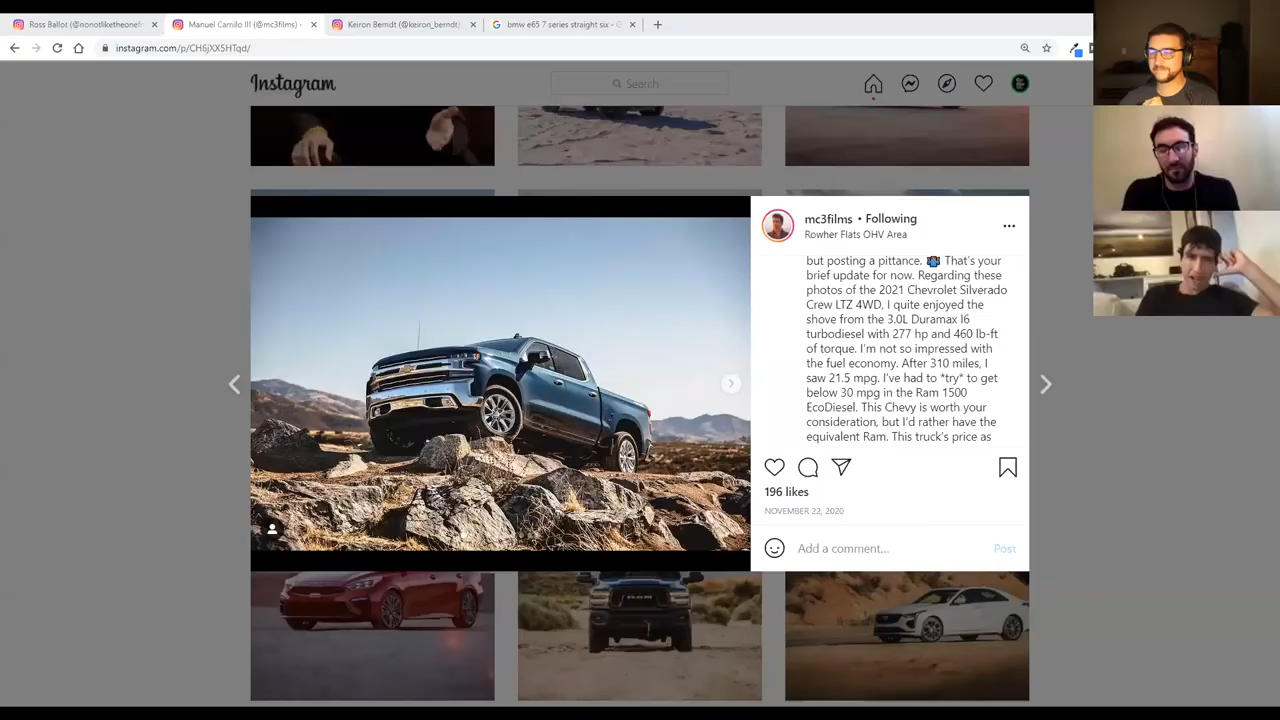 Ross Ballot (@nonotliketheonef
Manuel Carrillo III (@mc3films) ·
Keiron Berndt (@keiron_berndt)
bmw e65 7 series straight six - G
instagram.com/p/CH6jXX5HTqd/
Instagram
Search
mc3films • Following
Rowher Flats OHV Area
but posting a pittance. That's your
brief update for now. Regarding these
photos of the 2021 Chevrolet Silverado
Crew LTZ 4WD, I quite enjoyed the
shove from the 3.0L Duramax I6
turbodiesel with 277 hp and 460 lb-ft
of torque. I'm not so impressed with
the fuel economy. After 310 miles, I
saw 21.5 mpg. I've had to *try* to get
below 30 mpg in the Ram 1500
EcoDiesel. This Chevy is worth your
consideration, but I'd rather have the
equivalent Ram. This truck's price as
196 likes
NOVEMBER 22, 2020
Add a comment...
Post